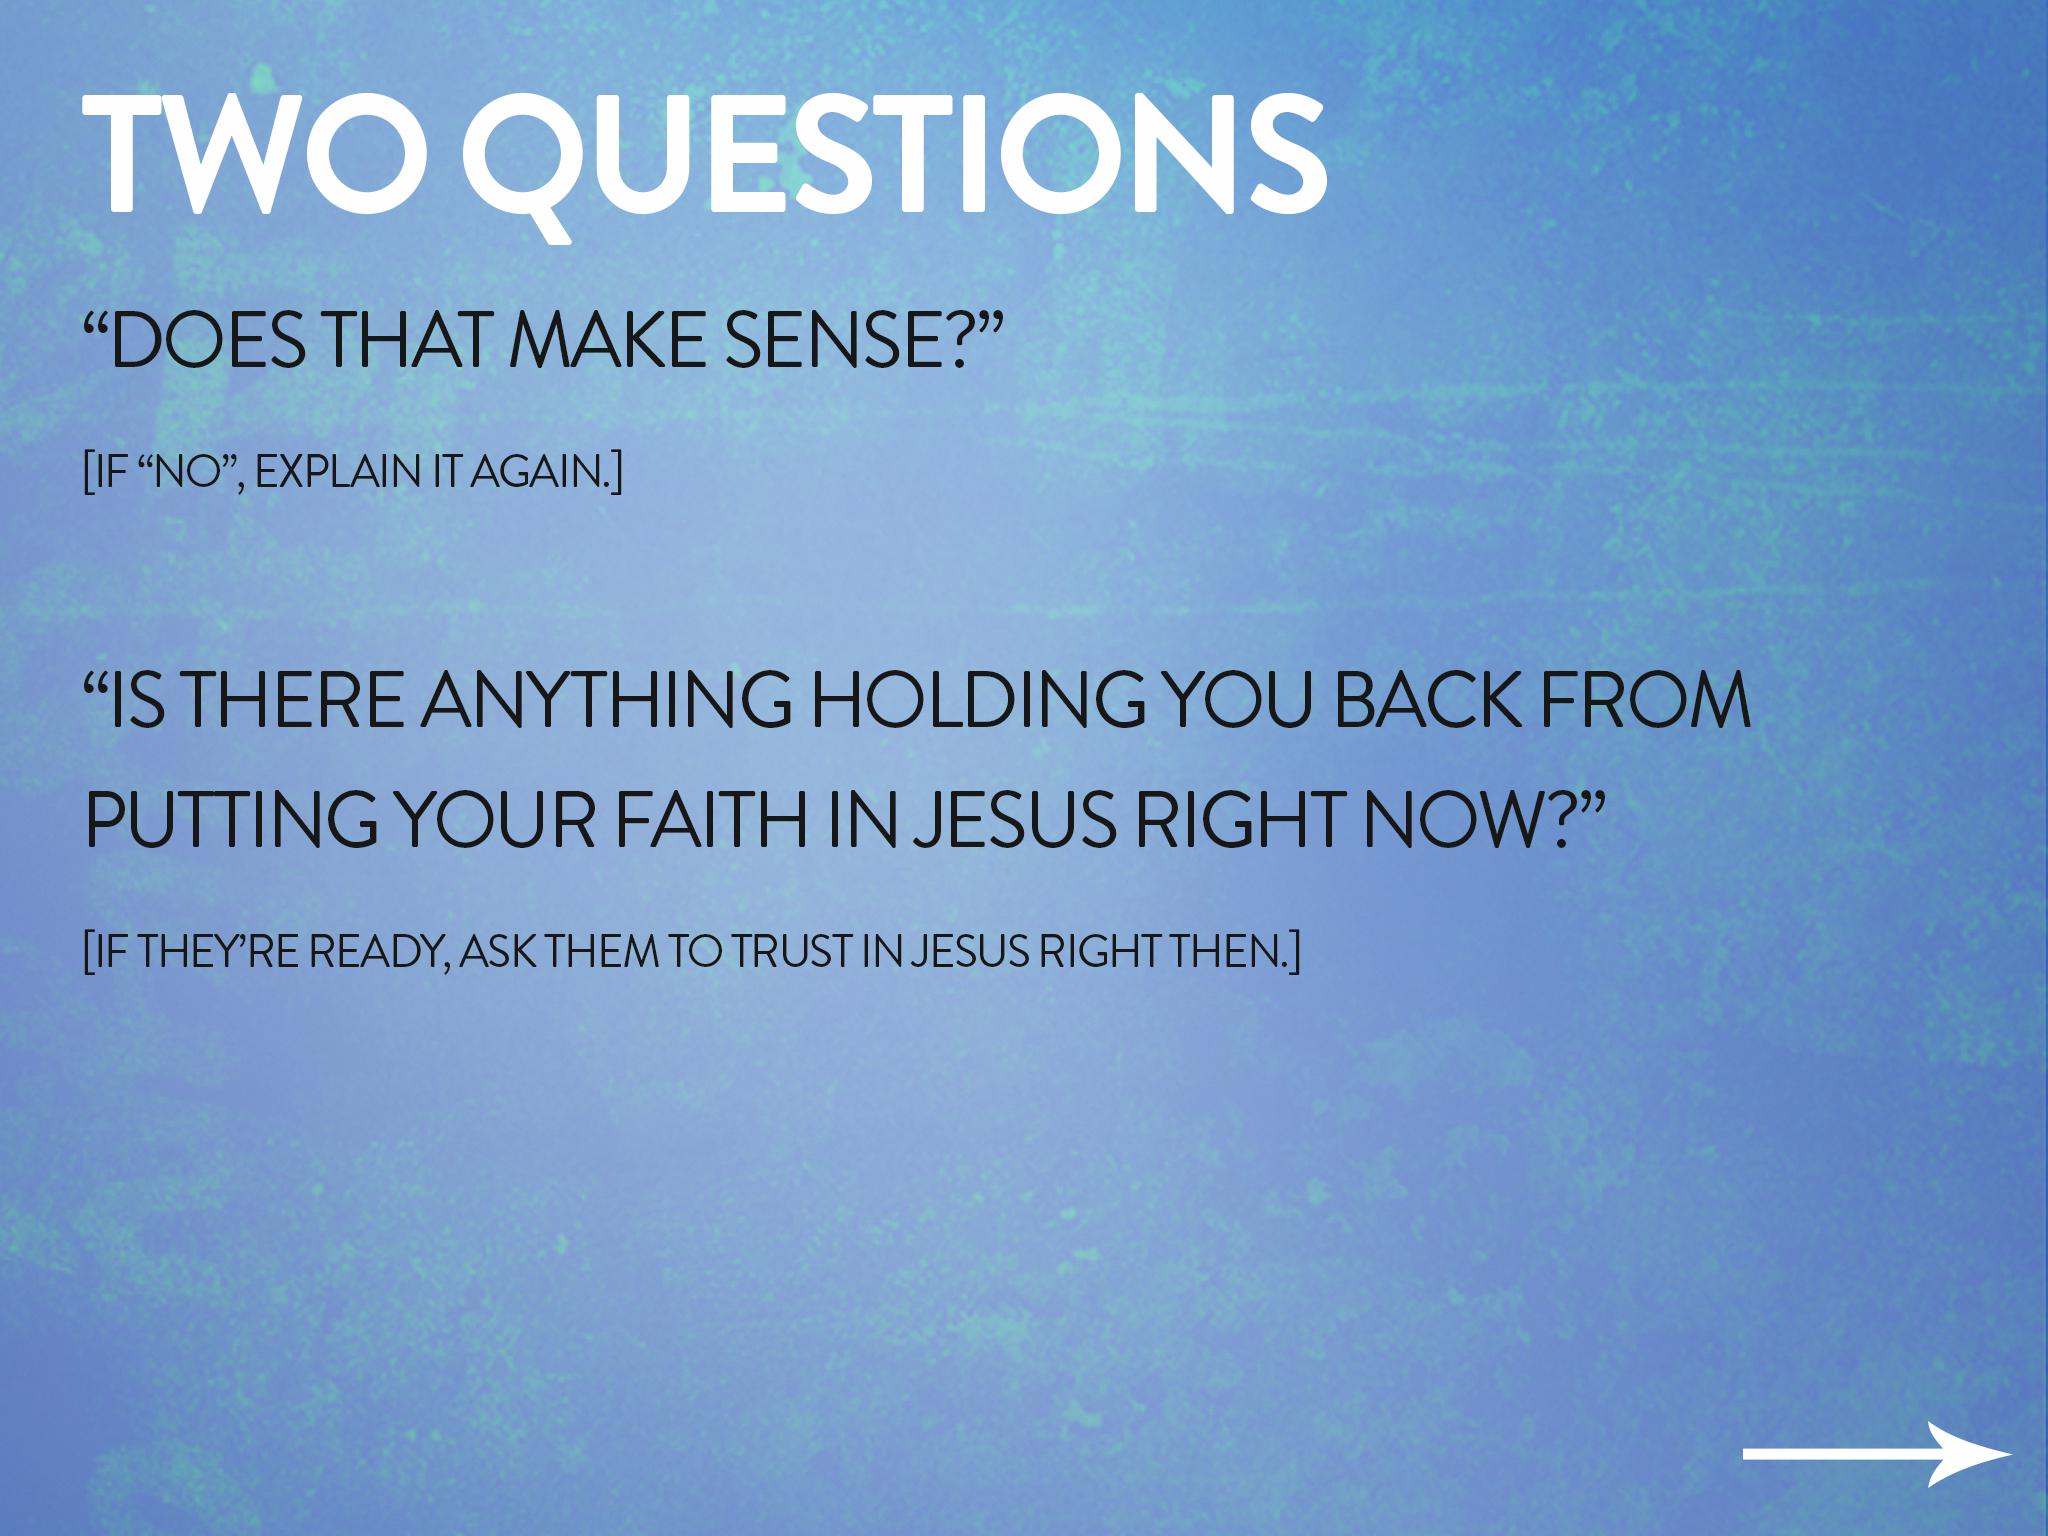 TWO QUESTIONS
“DOES THAT MAKE SENSE?”
[IF “NO”, EXPLAIN IT AGAIN.]
“IS THERE ANYTHING HOLDING YOU BACK FROM
PUTTING YOUR FAITH IN JESUS RIGHT NOW?”
[IF THEY’RE READY, ASK THEM TO TRUST IN JESUS RIGHT THEN.]